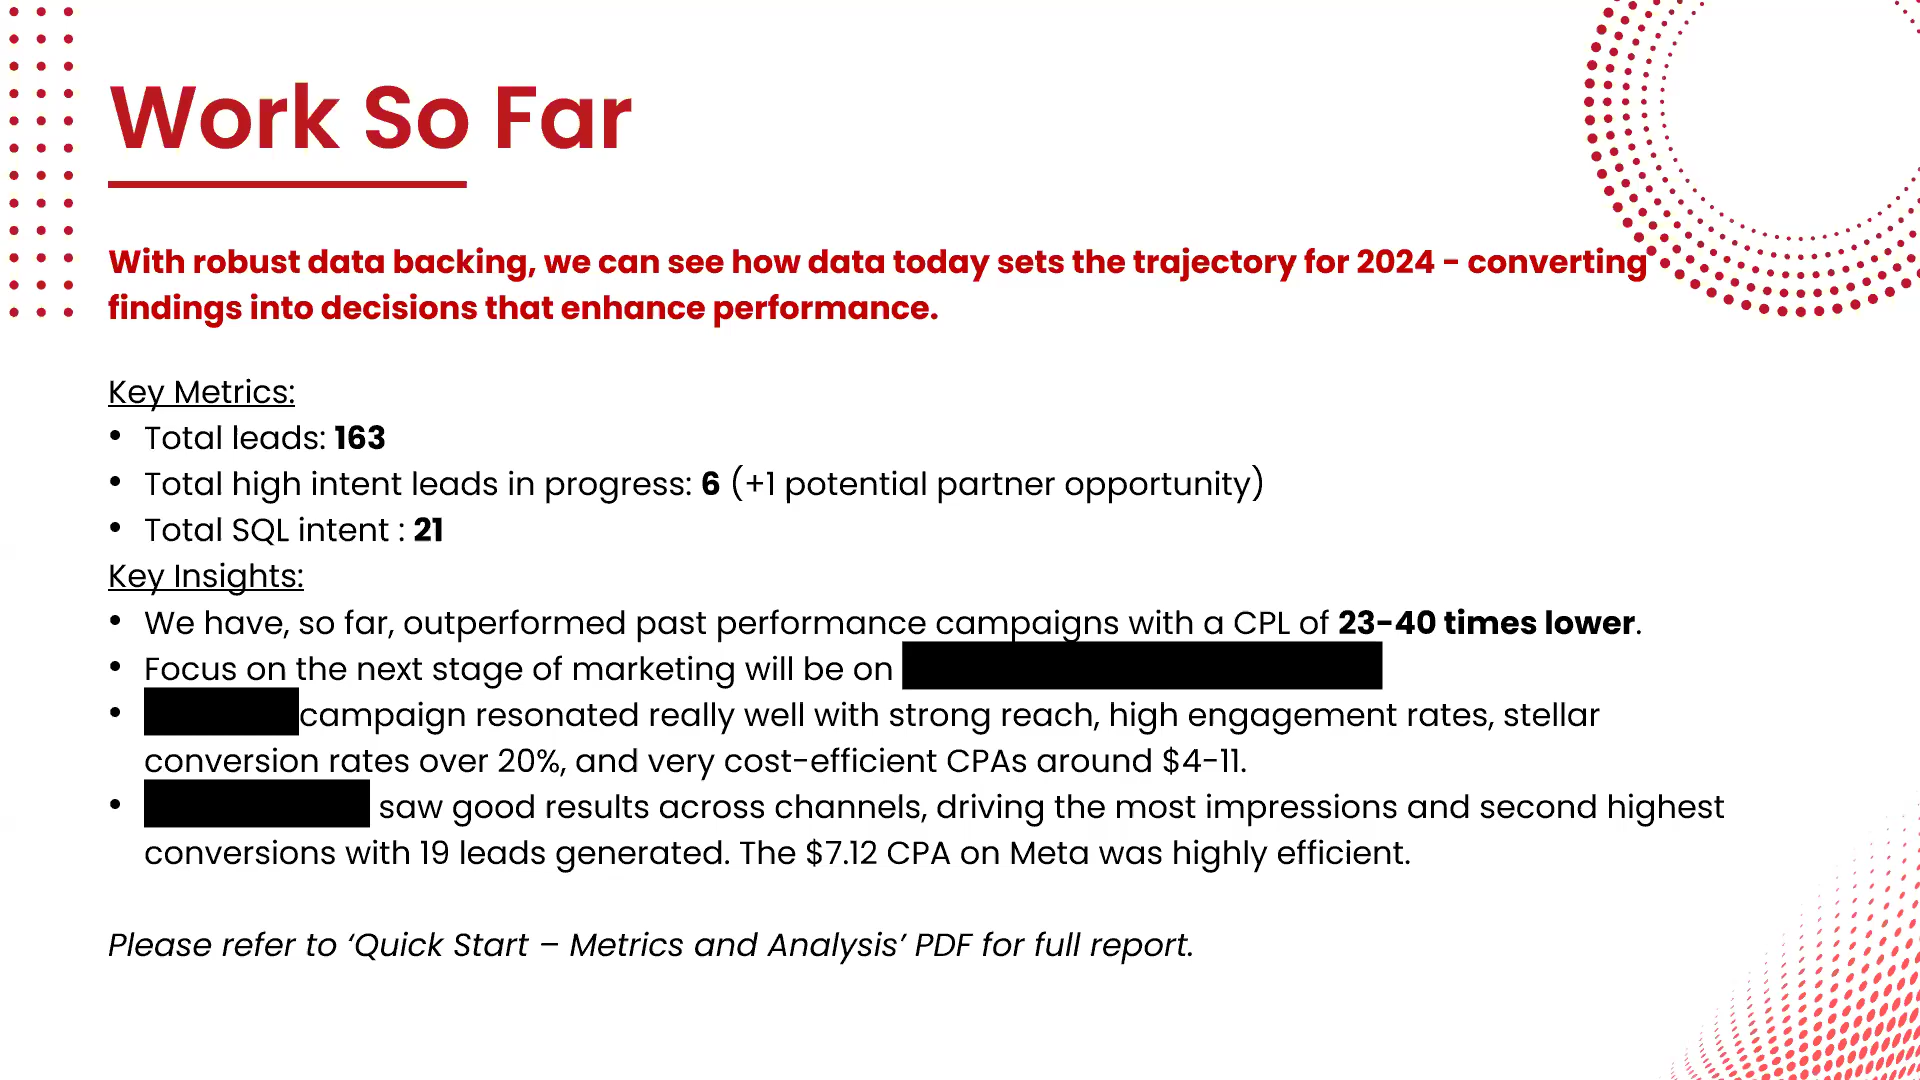 Work So Far
With robust data backing, we can see how data today sets the trajectory for 2024 - converting
findings into decisions that enhance performance.
Key Metrics:
• Total leads: 163
• Total high intent leads in progress: 6 (+1 potential partner opportunity)
• Total SQL intent : 21
Key Insights:
• We have, so far, outperformed past performance campaigns with a CPL of 23-40 times lower.
• Focus on the next stage of marketing will be on
• campaign resonated really well with strong reach, high engagement rates, stellar
conversion rates over 20%, and very cost-efficient CPAs around $4-11.
• saw good results across channels, driving the most impressions and second highest
conversions with 19 leads generated. The $7.12 CPA on Meta was highly efficient.
Please refer to ‘Quick Start – Metrics and Analysis’ PDF for full report.